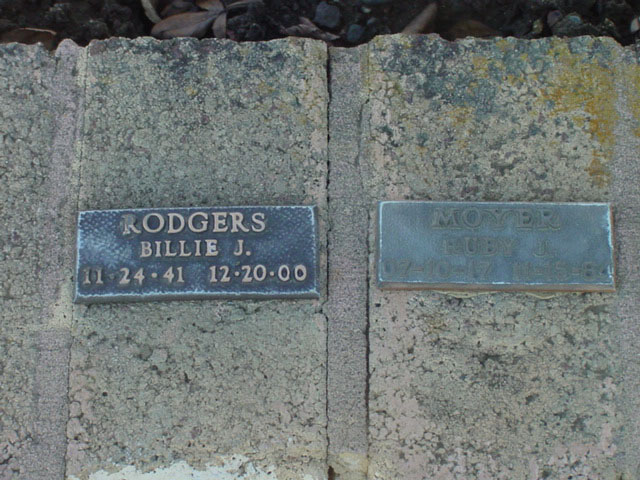 RODGERS
BILLIE J.
11·24·41 12·20·00
MOYER
RUBY J.